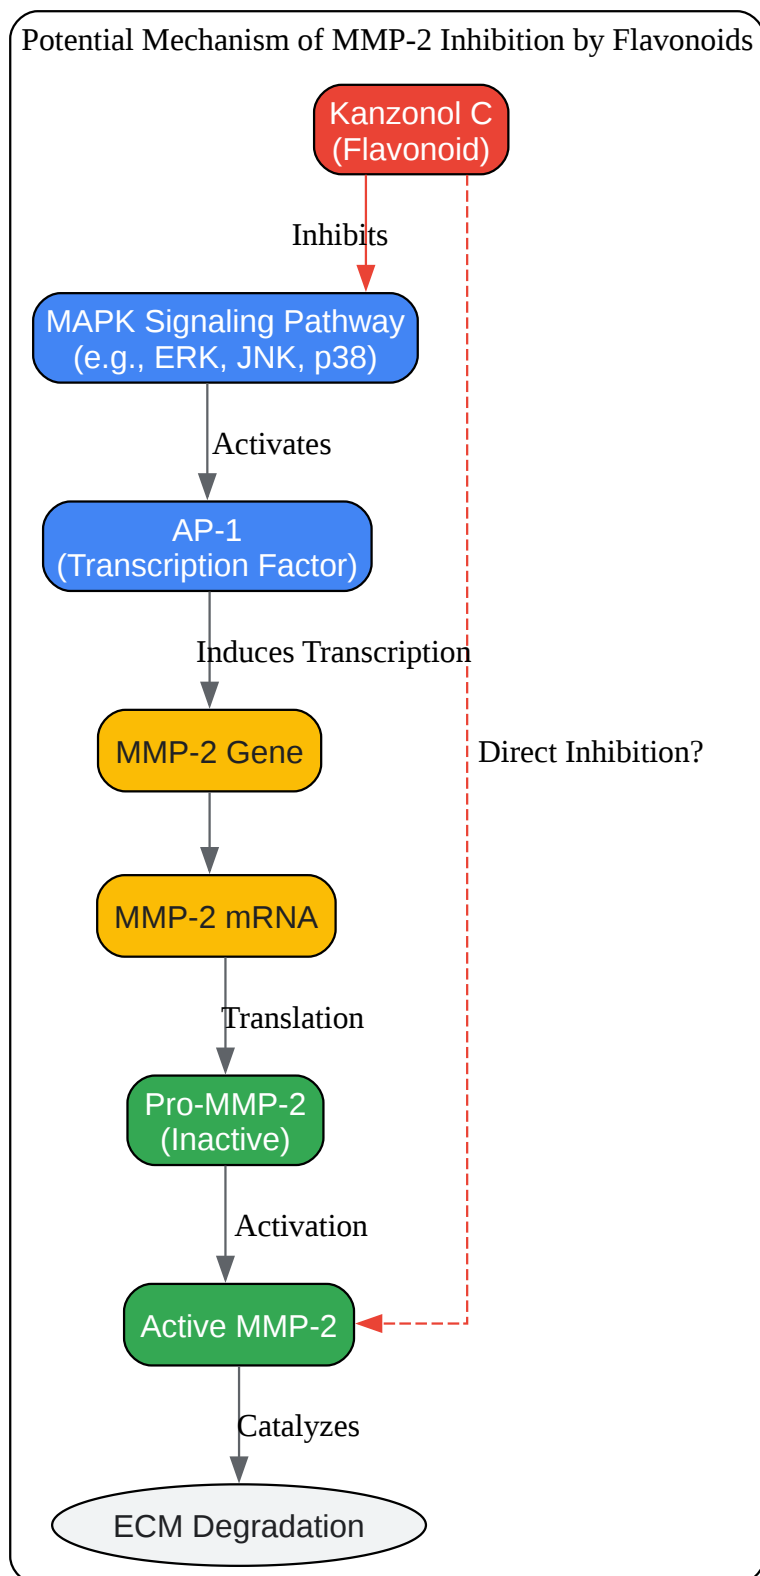 Potential Mechanism of MMP-2 Inhibition by Flavonoids
Kanzonol C
(Flavonoid)
Inhibits
MAPK Signaling Pathway
(e.g., ERK, JNK, p38)
Activates
AP-1
(Transcription Factor)
Induces Transcription
MMP-2 Gene
Direct Inhibition?
MMP-2 mRNA
Translation
Pro-MMP-2
(Inactive)
Activation
Active MMP-2
Catalyzes
ECM Degradation